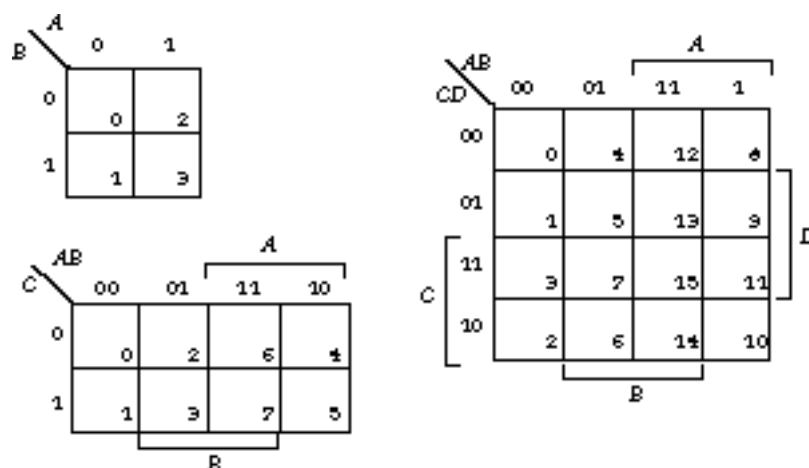 A
B 0 1
0 0 2
1 1 3
AB A
C 00 01 11 10
0 0 2 6 4
1 1 3 7 5
B
A
AB
CD 00 01 11 1
00 0 4 12
01 1 5 13 9
11 3 7 15 11
10 2 6 14 10
C
B